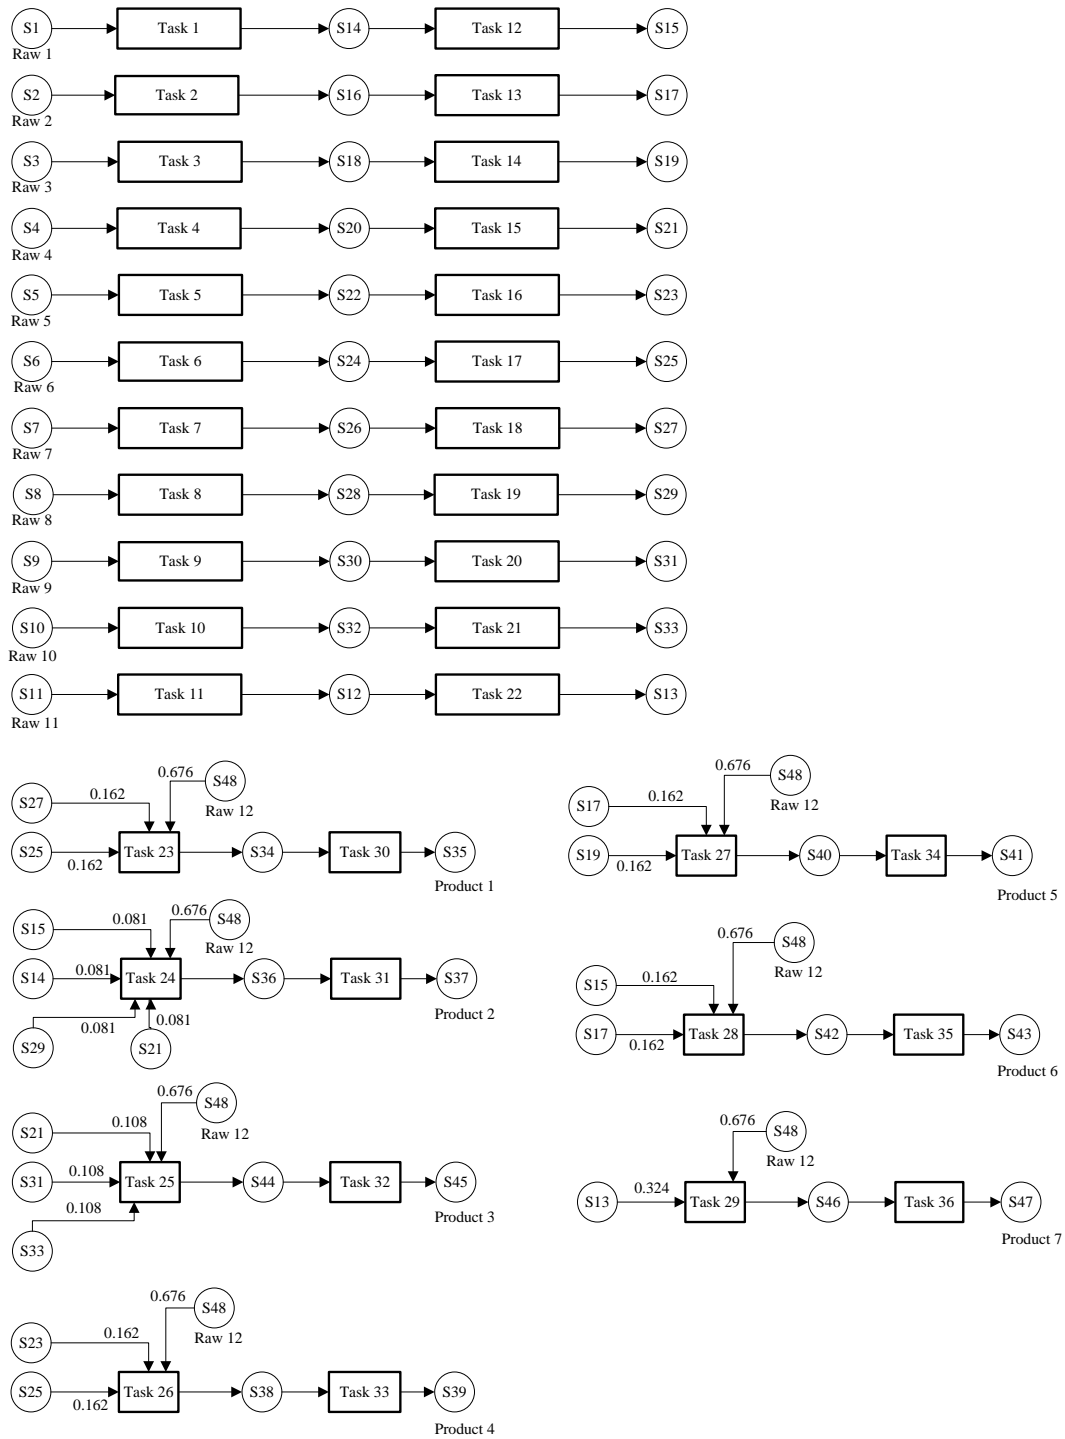 S1 Task 1 S14 Task 12 S15
Raw 1
S2 Task 2 S16 Task 13 S17
Raw 2
S3 Task 3 S18 Task 14 S19
Raw 3
S4 Task 4 S20 Task 15 S21
Raw 4
S5 Task 5 S22 Task 16 S23
Raw 5
S6 Task 6 S24 Task 17 S25
Raw 6
S7 Task 7 S26 Task 18 S27
Raw 7
S8 Task 8 S28 Task 19 S29
Raw 8
S9 Task 9 S30 Task 20 S31
Raw 9
S10 Task 10 S32 Task 21 S33
Raw 10
S11 Task 11 S12 Task 22 S13
Raw 11
0.676 S48
S27 0.162 Raw 12
S25 Task 23 S34 Task 30 S35
0.162
Product 1
S15 0.081 0.676 S48
Raw 12
S14 0.081 Task 24 S36 Task 31 S37
0.081 0.081 Product 2
S29 S21
0.676 S48
S21 0.108 Raw 12
S31 0.108 Task 25 S44 Task 32 S45
0.108 Product 3
S33
0.676 S48
S23 0.162 Raw 12
S25 Task 26 S38 Task 33 S39
0.162
Product 4
0.676 S48
S17 0.162 Raw 12
S19 Task 27 S40 Task 34 S41
0.162
Product 5
0.676 S48
Raw 12
S15 0.162
S17 Task 28 S42 Task 35 S43
0.162
Product 6
0.676 S48
Raw 12
S13 0.324 Task 29 S46 Task 36 S47
Product 7